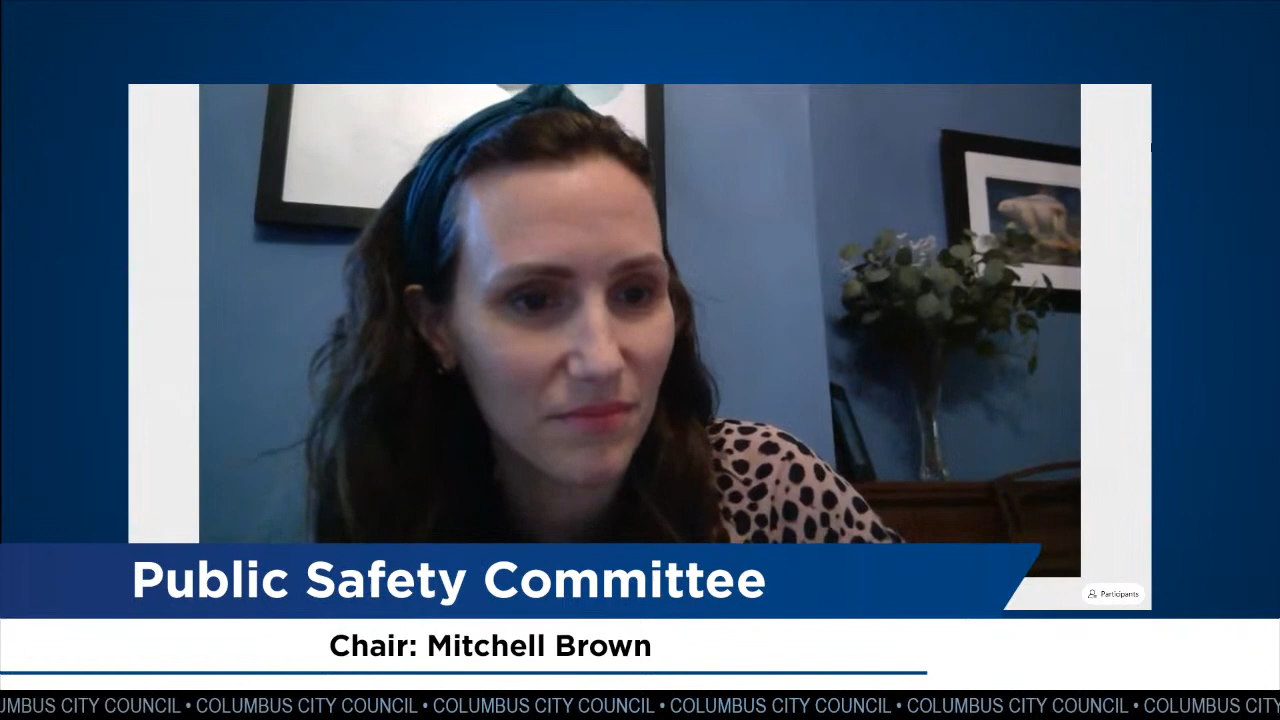 Participants
Public Safety Committee
Chair: Mitchell Brown
UMBUS CITY COUNCIL • COLUMBUS CITY COUNCIL • COLUMBUS CITY COUNCIL • COLUMBUS CITY COUNCIL • COLUMBUS CITY COUNCIL • COLUMBUS CITY